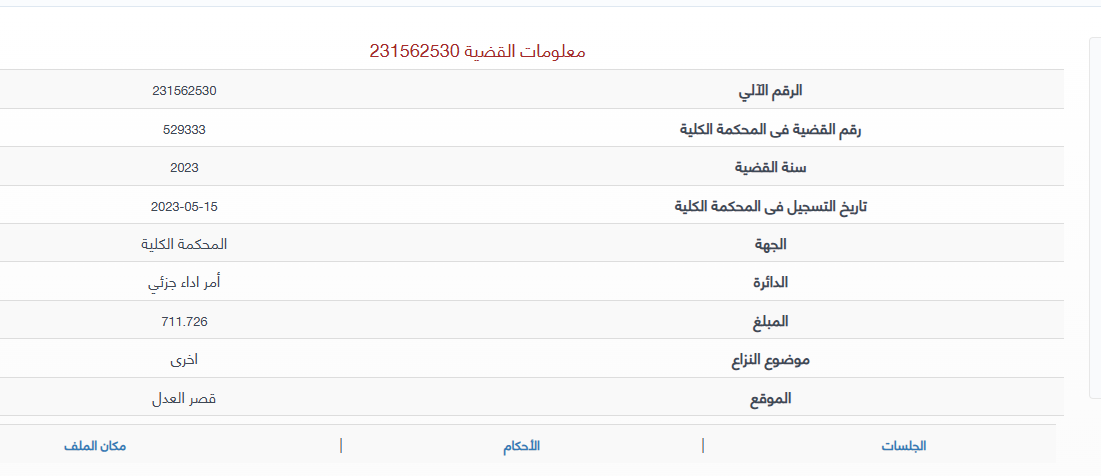 معلومات القضية 231562530
الرقم الآلي 231562530
رقم القضية فى المحكمة الكلية 529333
سنة القضية 2023
تاريخ التسجيل فى المحكمة الكلية 2023-05-15
الجهة المحكمة الكلية
الدائرة أمر اداء جزئي
المبلغ 711.726
موضوع النزاع اخرى
الموقع قصر العدل
الجلسات | الأحكام | مكان الملف